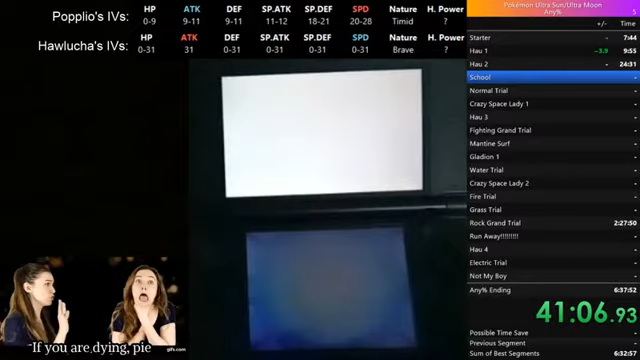 HP ATK DEF SP.ATK SP.DEF SPD Nature H. Power
Popplio's IVs: 0-9 9-11 9-11 11-12 18-21 20-28 Timid ?
HP ATK DEF SP.ATK SP.DEF SPD Nature H. Power
Hawlucha's IVs: 0-31 31 0-31 0-31 0-31 0-31 Brave ?
Pokémon Ultra Sun/Ultra Moon
Any% 5
+/- Time
Starter - 7:44
Hau 1 -3.9 9:55
Hau 2 - 24:31
School -
Normal Trial -
Crazy Space Lady 1 -
Hau 3 -
Fighting Grand Trial -
Mantine Surf -
Gladion 1 -
Water Trial -
Crazy Space Lady 2 -
Fire Trial -
Grass Trial -
Rock Grand Trial 2:27:50
Run Away!!!!!!!!! -
Hau 4 -
Electric Trial -
Not My Boy -
Any% Ending 6:37:52
41:06.93
Possible Time Save -
Previous Segment -
Sum of Best Segments 6:32:57
"If you are dying, pie
gifs.com